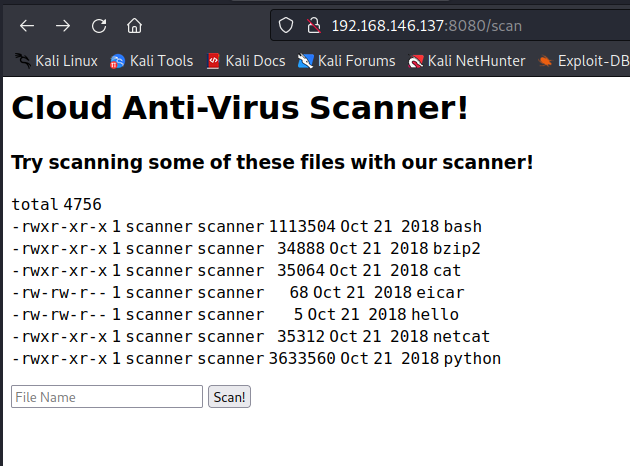 192.168.146.137:8080/scan
Kali Linux Kali Tools Kali Docs Kali Forums Kali NetHunter Exploit-DB
Cloud Anti-Virus Scanner!
Try scanning some of these files with our scanner!
total 4756
-rwxr-xr-x 1 scanner scanner 1113504 Oct 21 2018 bash
-rwxr-xr-x 1 scanner scanner 34888 Oct 21 2018 bzip2
-rwxr-xr-x 1 scanner scanner 35064 Oct 21 2018 cat
-rw-rw-r-- 1 scanner scanner 68 Oct 21 2018 eicar
-rw-rw-r-- 1 scanner scanner 5 Oct 21 2018 hello
-rwxr-xr-x 1 scanner scanner 35312 Oct 21 2018 netcat
-rwxr-xr-x 1 scanner scanner 3633560 Oct 21 2018 python
File Name Scan!